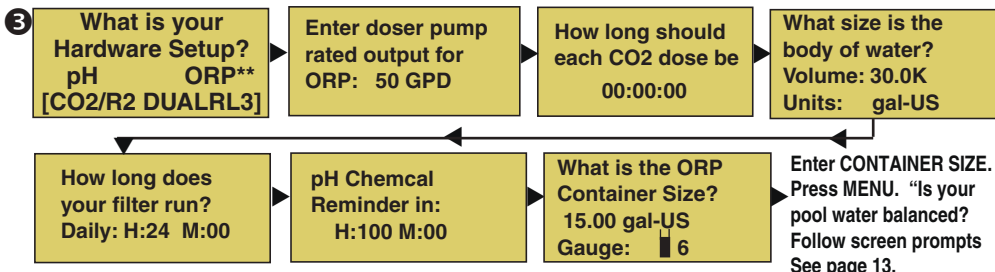 ❸
What is your
Hardware Setup?
pH ORP**
[CO2/R2 DUALRL3]
Enter doser pump
rated output for
ORP: 50 GPD
How long should
each CO2 dose be
00:00:00
What size is the
body of water?
Volume: 30.0K
Units: gal-US
How long does
your filter run?
Daily: H:24 M:00
pH Chemcal
Reminder in:
H:100 M:00
What is the ORP
Container Size?
15.00 gal-US
Gauge: 6
Enter CONTAINER SIZE.
Press MENU. “Is your
pool water balanced?
Follow screen prompts
See page 13.